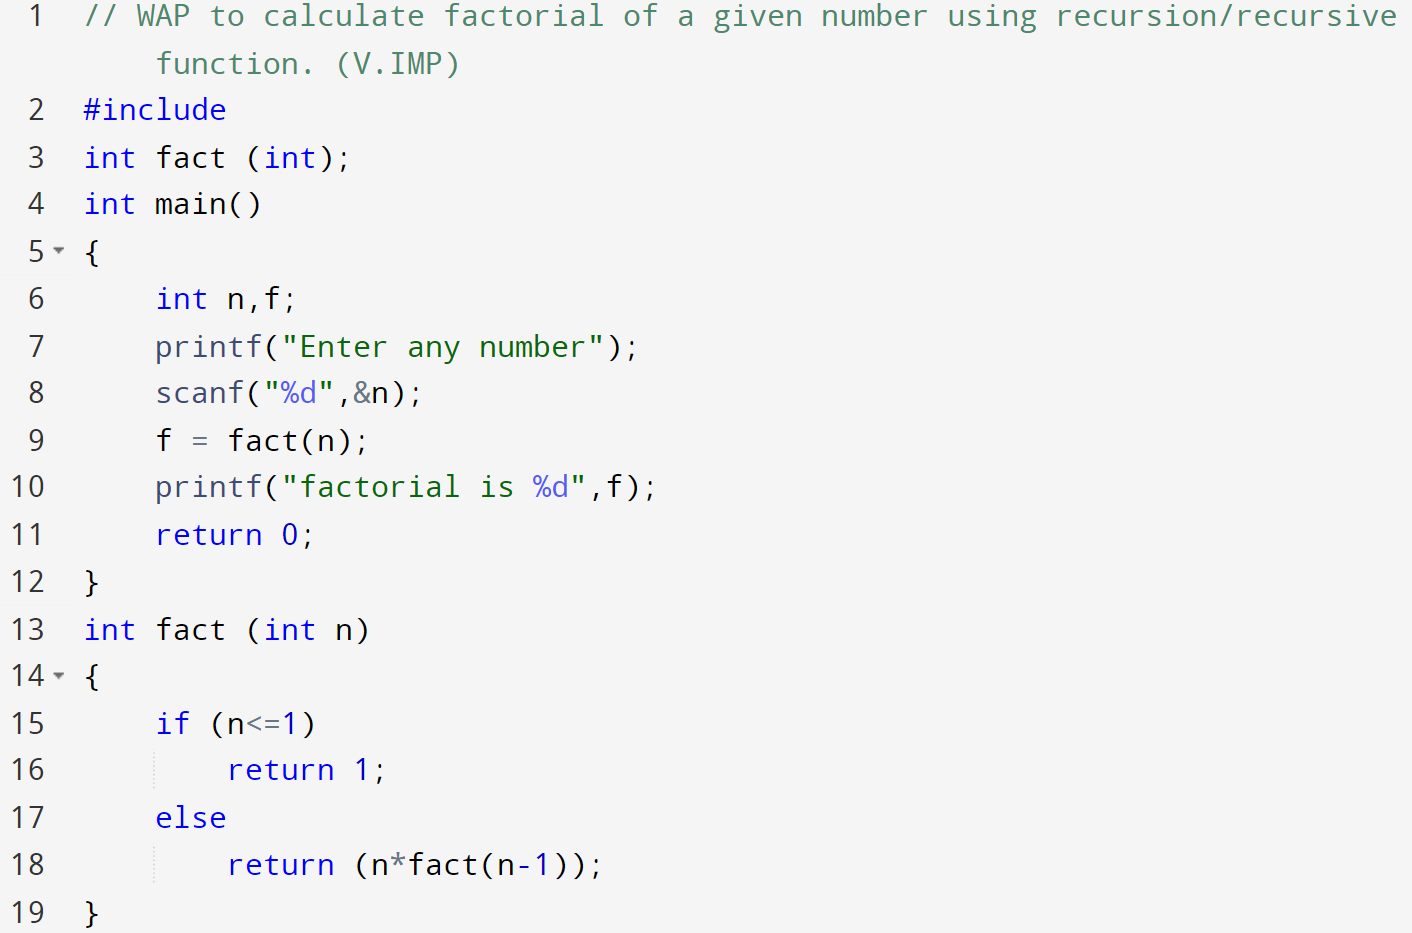 1 // WAP to calculate factorial of a given number using recursion/recursive
function. (V.IMP)
2 #include
3 int fact (int);
4 int main()
5 {
6     int n,f;
7     printf("Enter any number");
8     scanf("%d",&n);
9     f = fact(n);
10     printf("factorial is %d",f);
11     return 0;
12 }
13 int fact (int n)
14 {
15     if (n<=1)
16         return 1;
17     else
18         return (n*fact(n-1));
19 }